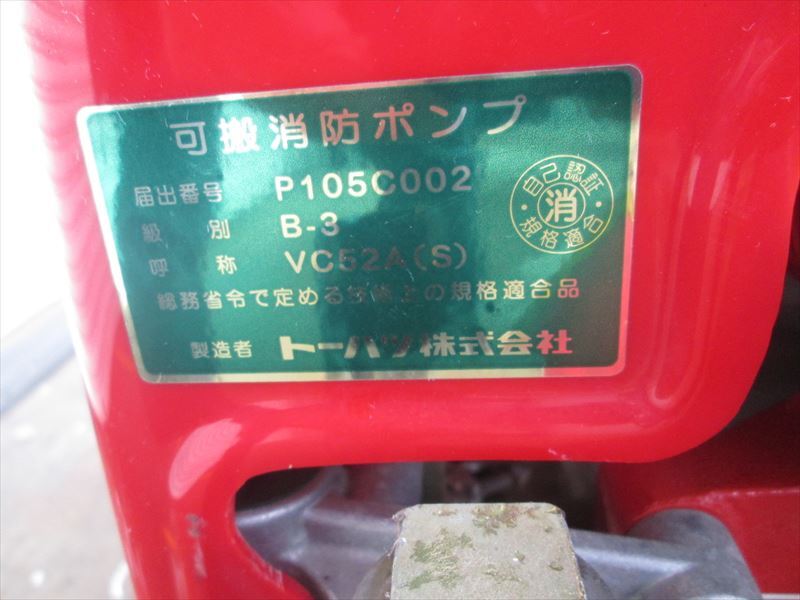 可搬消防ポンプ
届出番号 P105C002
級別 B-3
呼称 VC52A(S)
総務省令で定める技術上の規格適合品
製造者 トーハツ株式会社
自己認証
消
規格適合